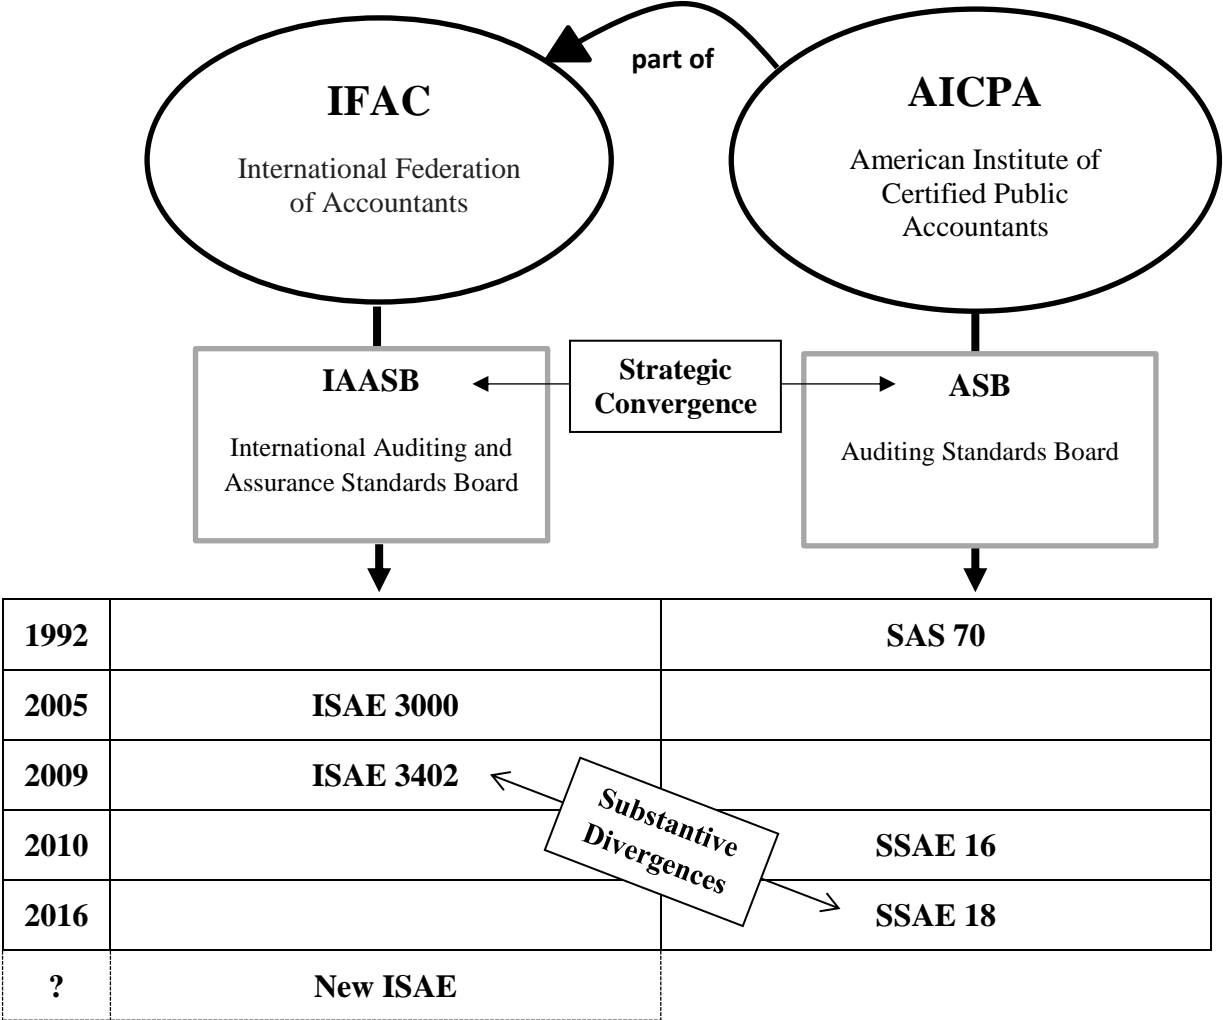 part of
IFAC
International Federation
of Accountants
AICPA
American Institute of
Certified Public
Accountants
IAASB
International Auditing and
Assurance Standards Board
Strategic
Convergence
ASB
Auditing Standards Board
1992
SAS 70
2005
ISAE 3000
2009
ISAE 3402
Substantive
Divergences
2010
SSAE 16
2016
SSAE 18
?
New ISAE